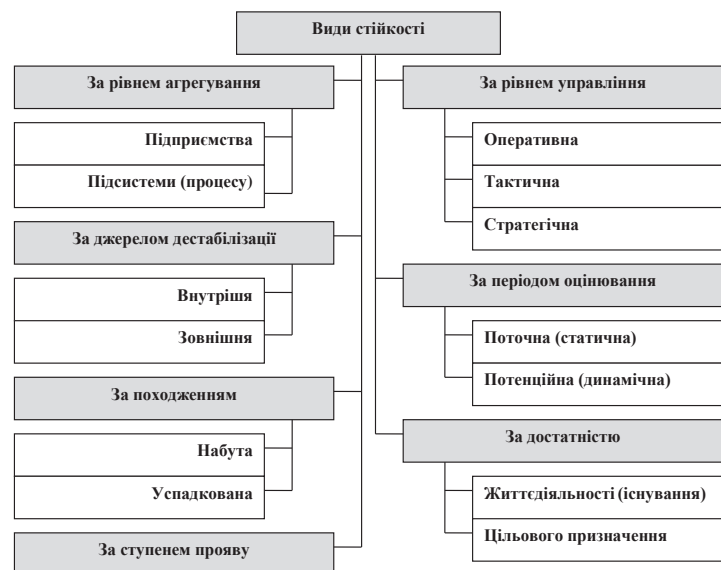 Види стійкості
За рівнем агрегування
Підприємства
Підсистеми (процесу)
За джерелом дестабілізації
Внутрішя
Зовнішня
За походженням
Набута
Успадкована
За ступенем прояву
За рівнем управління
Оперативна
Тактична
Стратегічна
За періодом оцінювання
Поточна (статична)
Потенційна (динамічна)
За достатністю
Життєдіяльності (існування)
Цільового призначення